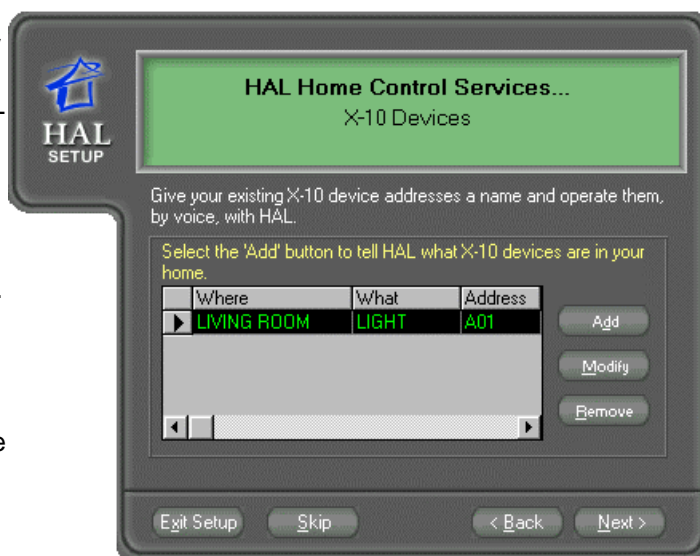 HAL Home Control Services...
X-10 Devices
HAL
SETUP
Give your existing X-10 device addresses a name and operate them,
by voice, with HAL.
Select the 'Add' button to tell HAL what X-10 devices are in your
home.
Where What Address
LIVING ROOM LIGHT A01
Add
Modify
Remove
Exit Setup Skip < Back Next >